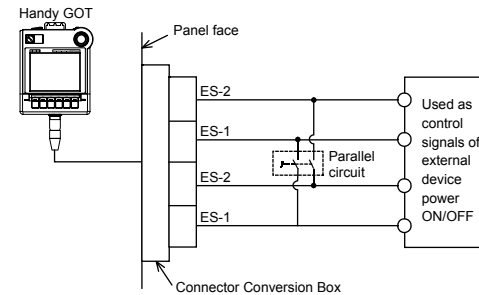 Handy GOT
Panel face
ES-2
ES-1
ES-2
ES-1
Parallel
circuit
Used as
control
signals of
external
device
power
ON/OFF
Connector Conversion Box